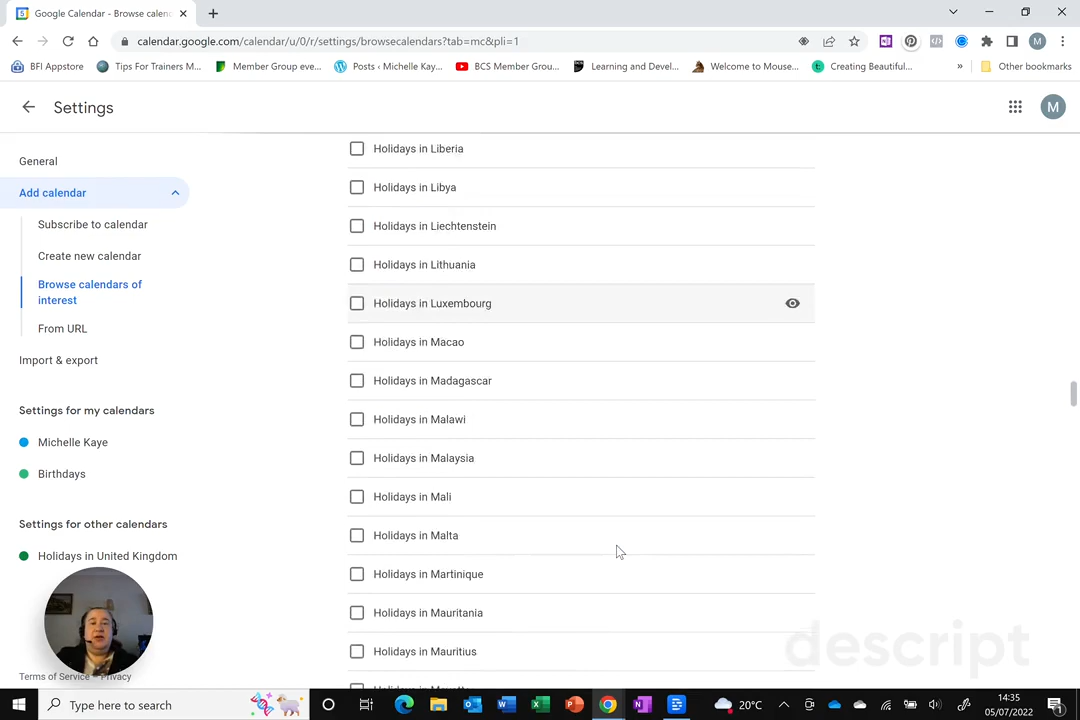 Google Calendar - Browse calen
calendar.google.com/calendar/u/0/r/settings/browsecalendars?tab=mc&pli=1
M
BFI Appstore
Tips For Trainers M...
Member Group eve...
Posts ‹ Michelle Kay...
BCS Member Grou...
Learning and Devel...
Welcome to Mouse...
Creating Beautiful...
»
Other bookmarks
Settings
M
General
Add calendar
Subscribe to calendar
Create new calendar
Browse calendars of
interest
From URL
Import & export
Settings for my calendars
Michelle Kaye
Birthdays
Settings for other calendars
Holidays in United Kingdom
Terms of Service – Privacy
Holidays in Liberia
Holidays in Libya
Holidays in Liechtenstein
Holidays in Lithuania
Holidays in Luxembourg
Holidays in Macao
Holidays in Madagascar
Holidays in Malawi
Holidays in Malaysia
Holidays in Mali
Holidays in Malta
Holidays in Martinique
Holidays in Mauritania
Holidays in Mauritius
descript
Type here to search
20°C
14:35
05/07/2022
1